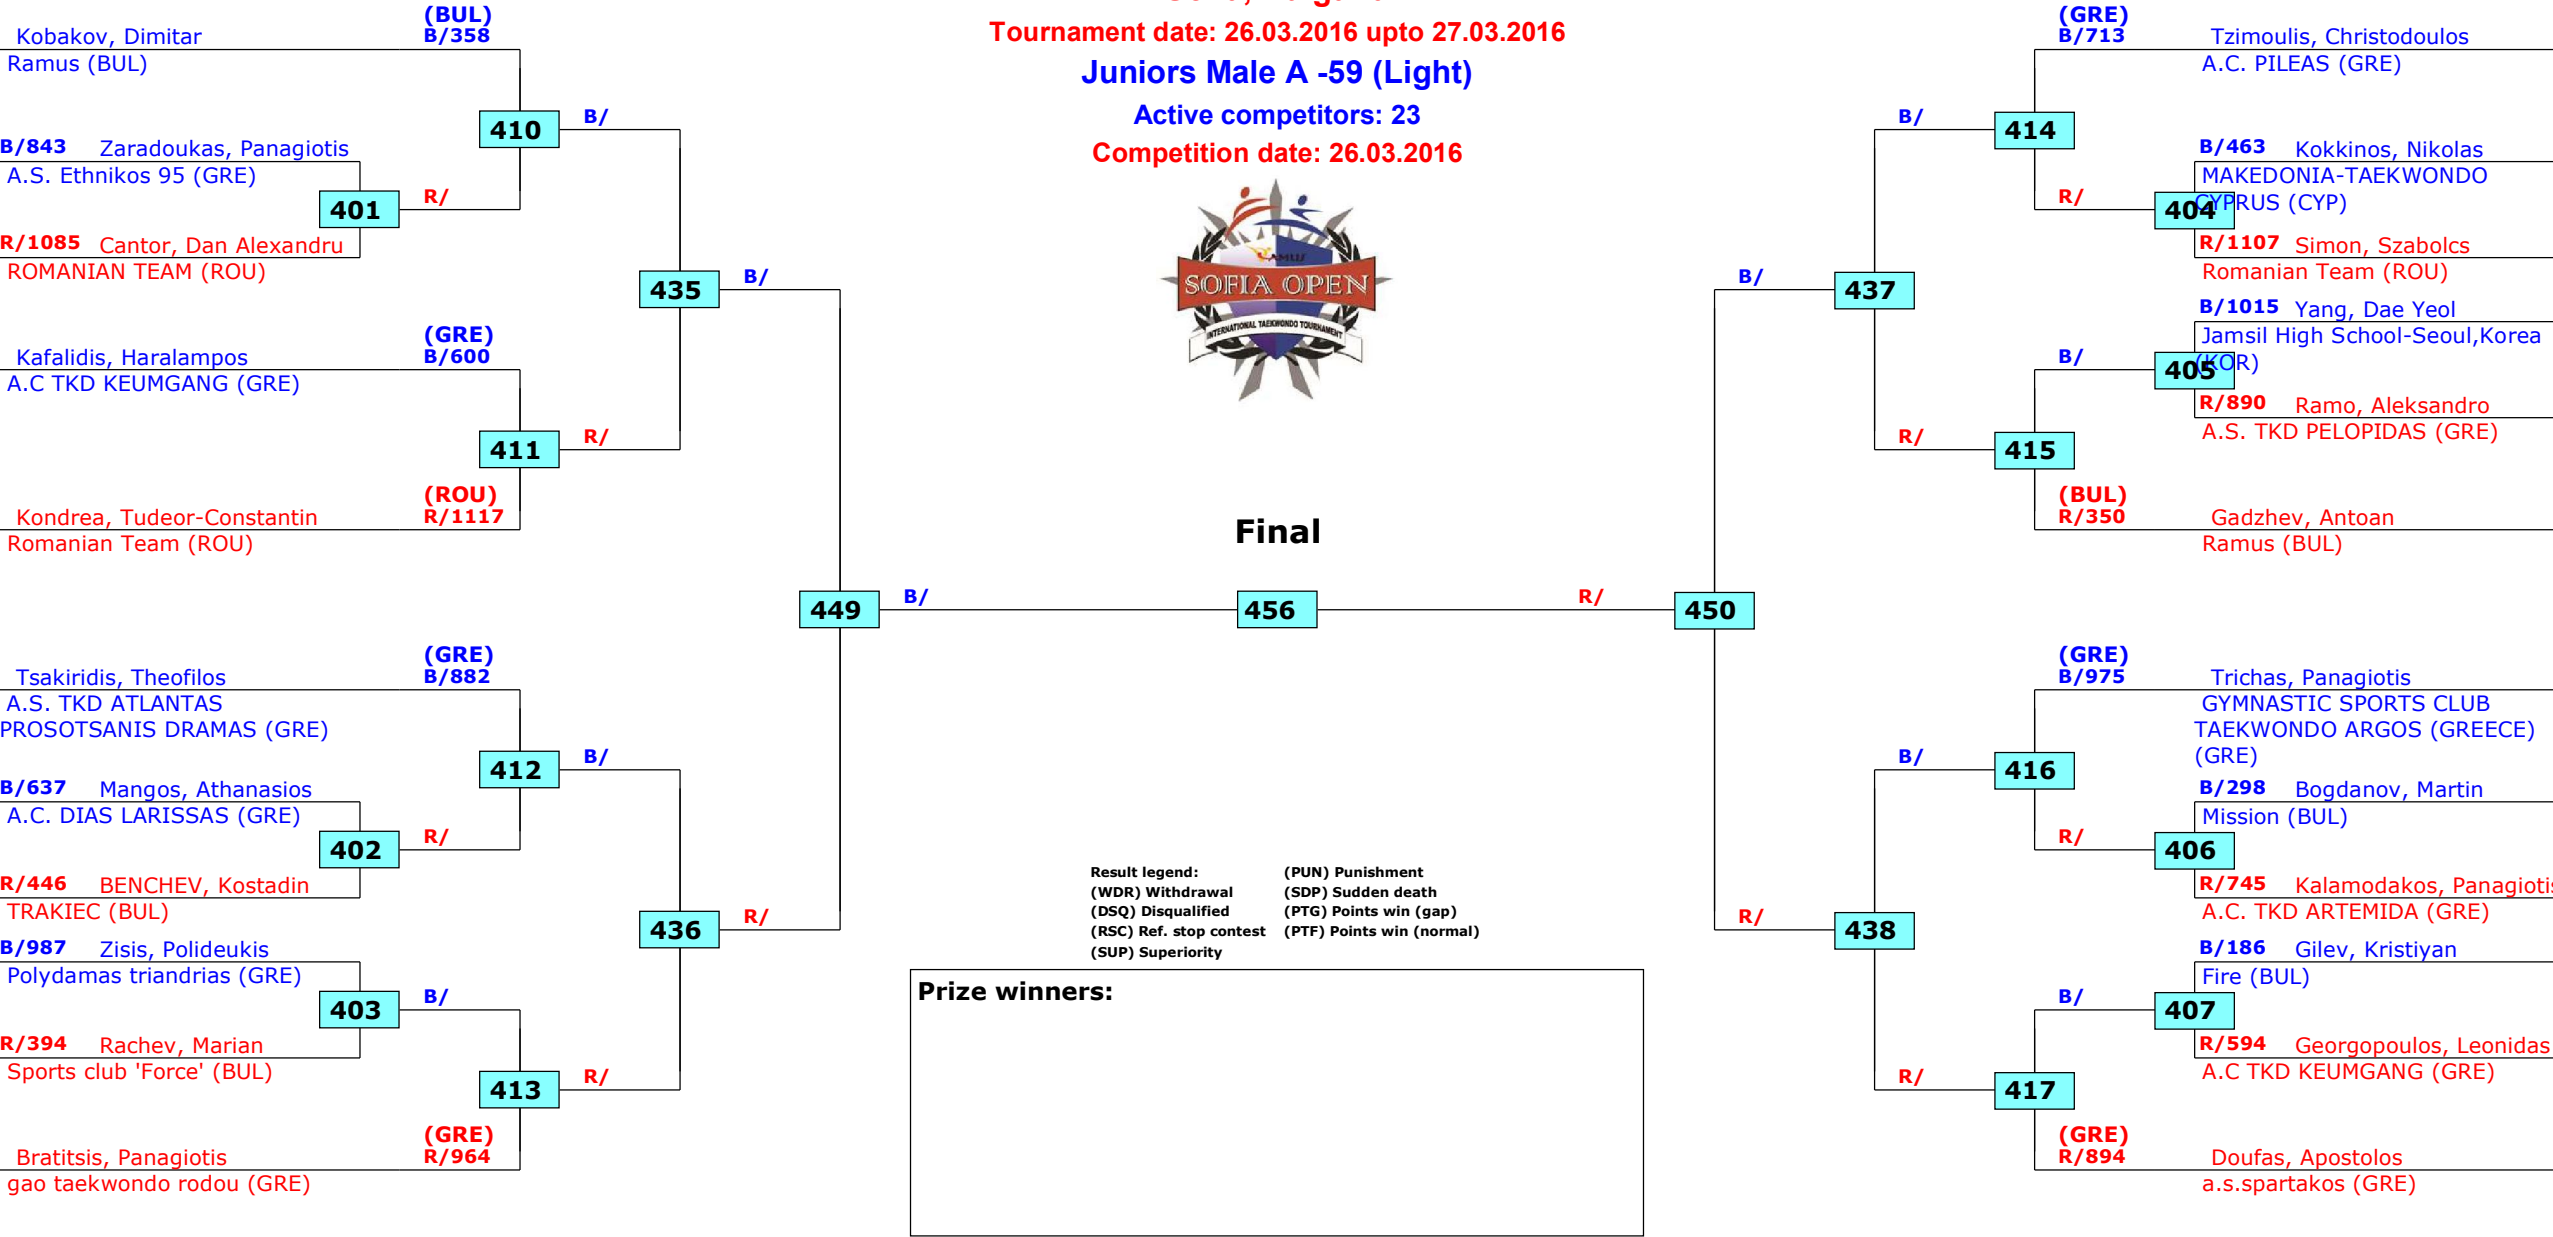 Tournament date: 26.03.2016 upto 27.03.2016
Juniors Male A -59 (Light)
Active competitors: 23
Competition date: 26.03.2016
RAMUS
SOFIA OPEN
INTERNATIONAL TAEKWONDO TOURNAMENT
(BUL)
Kobakov, Dimitar B/358
Ramus (BUL)
410
B/
B/843 Zaradoukas, Panagiotis
A.S. Ethnikos 95 (GRE)
401
R/
R/1085 Cantor, Dan Alexandru
ROMANIAN TEAM (ROU)
435
B/
(GRE)
Kafalidis, Haralampos B/600
A.C TKD KEUMGANG (GRE)
411
R/
(ROU)
Kondrea, Tudeor-Constantin R/1117
Romanian Team (ROU)
449
B/
(GRE)
Tsakiridis, Theofilos B/882
A.S. TKD ATLANTAS
PROSOTSANIS DRAMAS (GRE)
412
B/
B/637 Mangos, Athanasios
A.C. DIAS LARISSAS (GRE)
402
R/
R/446 BENCHEV, Kostadin
TRAKIEC (BUL)
436
R/
B/987 Zisis, Polideukis
Polydamas triandrias (GRE)
403
B/
R/394 Rachev, Marian
Sports club 'Force' (BUL)
413
R/
(GRE)
Bratitsis, Panagiotis R/964
gao taekwondo rodou (GRE)
Final
456
(GRE)
B/713 Tzimoulis, Christodoulos
A.C. PILEAS (GRE)
B/
414
B/463 Kokkinos, Nikolas
MAKEDONIA-TAEKWONDO
CYPRUS (CYP)
R/
404
R/1107 Simon, Szabolcs
Romanian Team (ROU)
B/
437
B/1015 Yang, Dae Yeol
Jamsil High School-Seoul,Korea
(KOR)
B/
405
R/890 Ramo, Aleksandro
A.S. TKD PELOPIDAS (GRE)
R/
415
(BUL)
R/350 Gadzhev, Antoan
Ramus (BUL)
R/
450
(GRE)
B/975 Trichas, Panagiotis
GYMNASTIC SPORTS CLUB
TAEKWONDO ARGOS (GREECE)
(GRE)
B/
416
B/298 Bogdanov, Martin
Mission (BUL)
R/
406
R/745 Kalamodakos, Panagiotis
A.C. TKD ARTEMIDA (GRE)
R/
438
B/186 Gilev, Kristiyan
Fire (BUL)
B/
407
R/594 Georgopoulos, Leonidas
A.C TKD KEUMGANG (GRE)
R/
417
(GRE)
R/894 Doufas, Apostolos
a.s.spartakos (GRE)
Result legend: (PUN) Punishment
(WDR) Withdrawal (SDP) Sudden death
(DSQ) Disqualified (PTG) Points win (gap)
(RSC) Ref. stop contest (PTF) Points win (normal)
(SUP) Superiority
Prize winners: